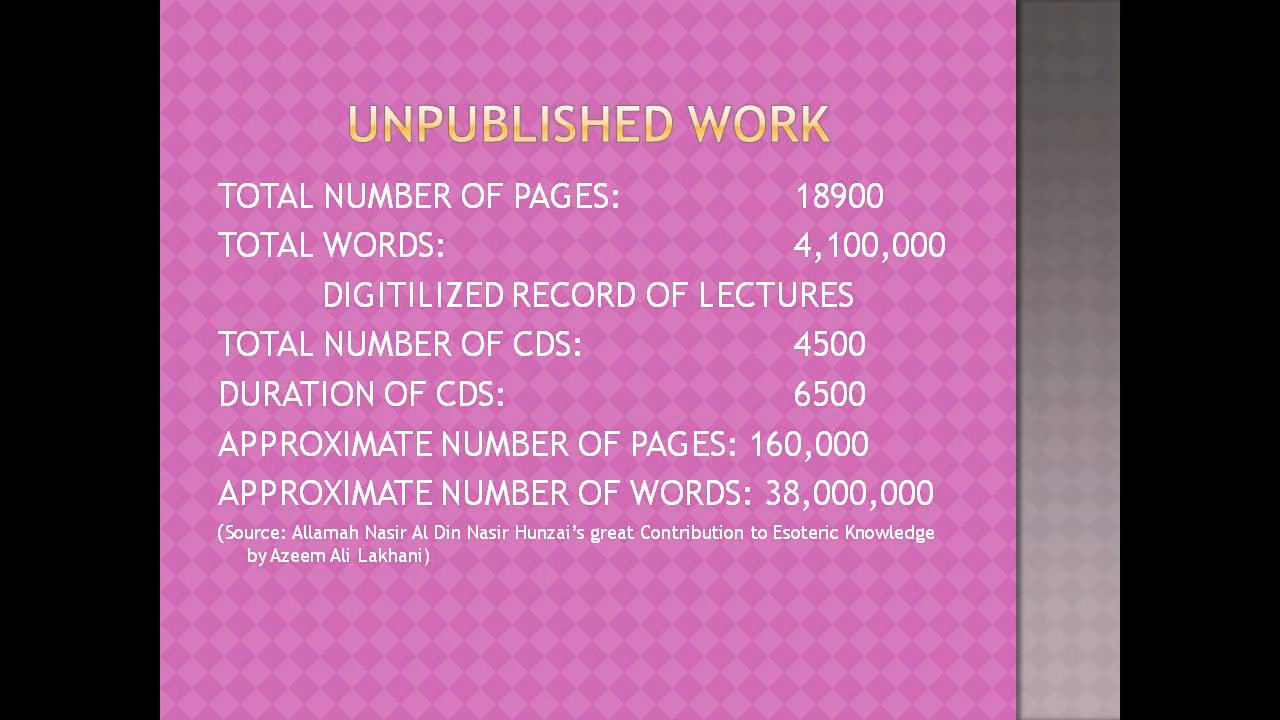 UNPUBLISHED WORK
TOTAL NUMBER OF PAGES: 18900
TOTAL WORDS: 4,100,000
DIGITILIZED RECORD OF LECTURES
TOTAL NUMBER OF CDS: 4500
DURATION OF CDS: 6500
APPROXIMATE NUMBER OF PAGES: 160,000
APPROXIMATE NUMBER OF WORDS: 38,000,000
(Source: Allamah Nasir Al Din Nasir Hunzai's great Contribution to Esoteric Knowledge
by Azeem Ali Lakhani)